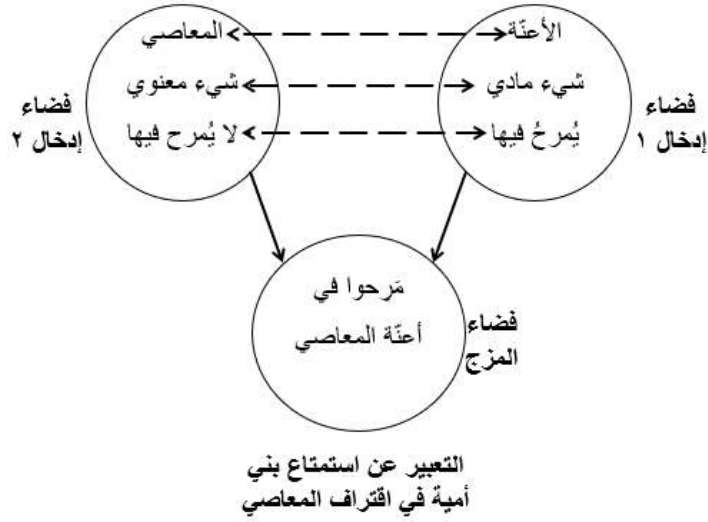 الأعنّة
شيء مادي
يُمرحُ فيها
فضاء
إدخال ١
المعاصي
شيء معنوي
لا يُمرح فيها
فضاء
إدخال ٢
مَرحوا في
أعنّة المعاصي
فضاء
المزج
التعبير عن استمتاع بني
أمية في اقتراف المعاصي